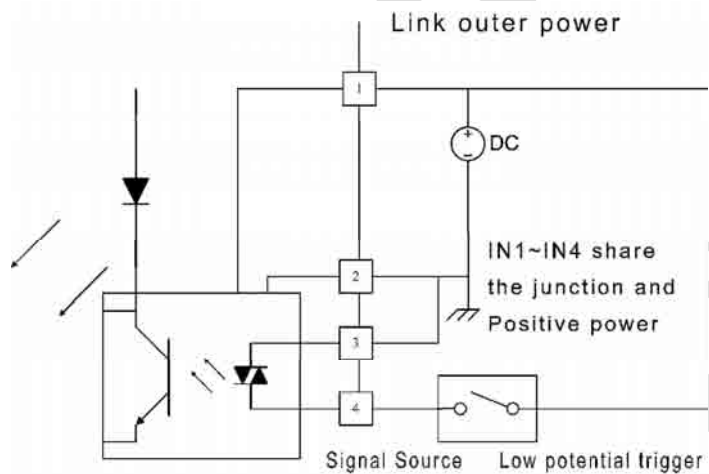 Link outer power
1
+
−
DC
2
IN1~IN4 share
the junction and
Positive power
3
4
Signal Source
Low potential trigger